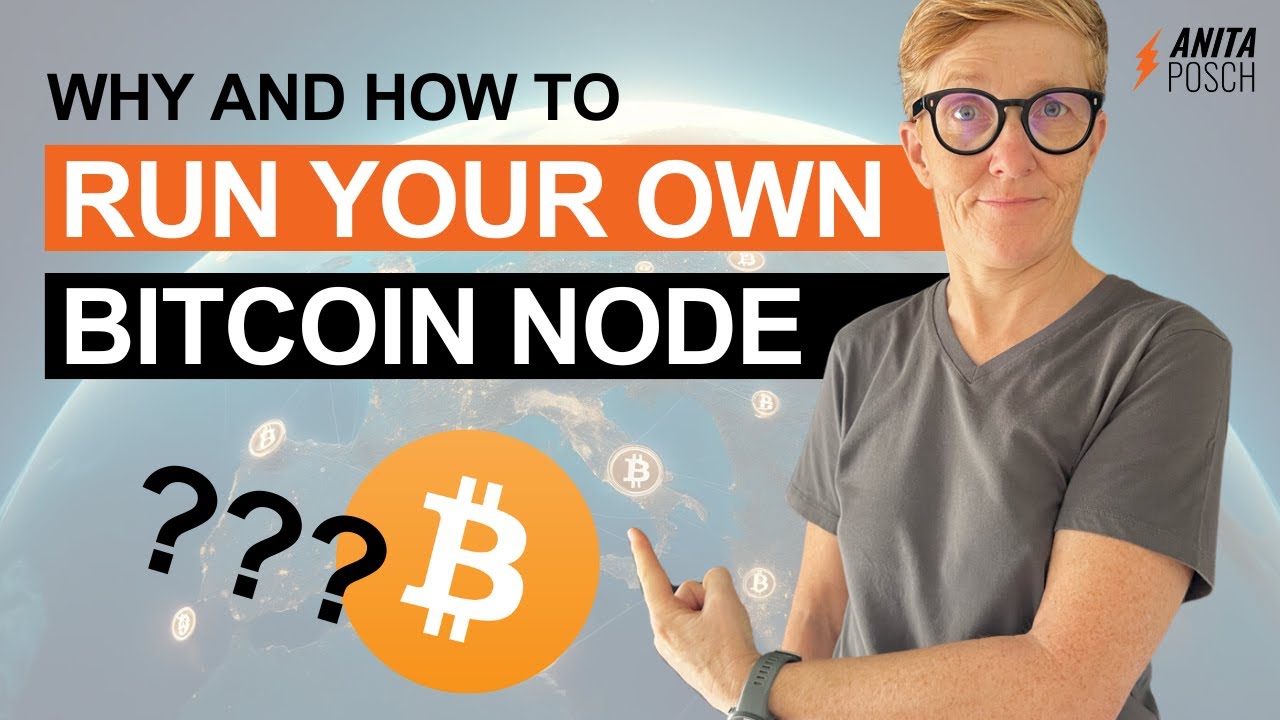 WHY AND HOW TO
RUN YOUR OWN
BITCOIN NODE
ANITA
POSCH
???